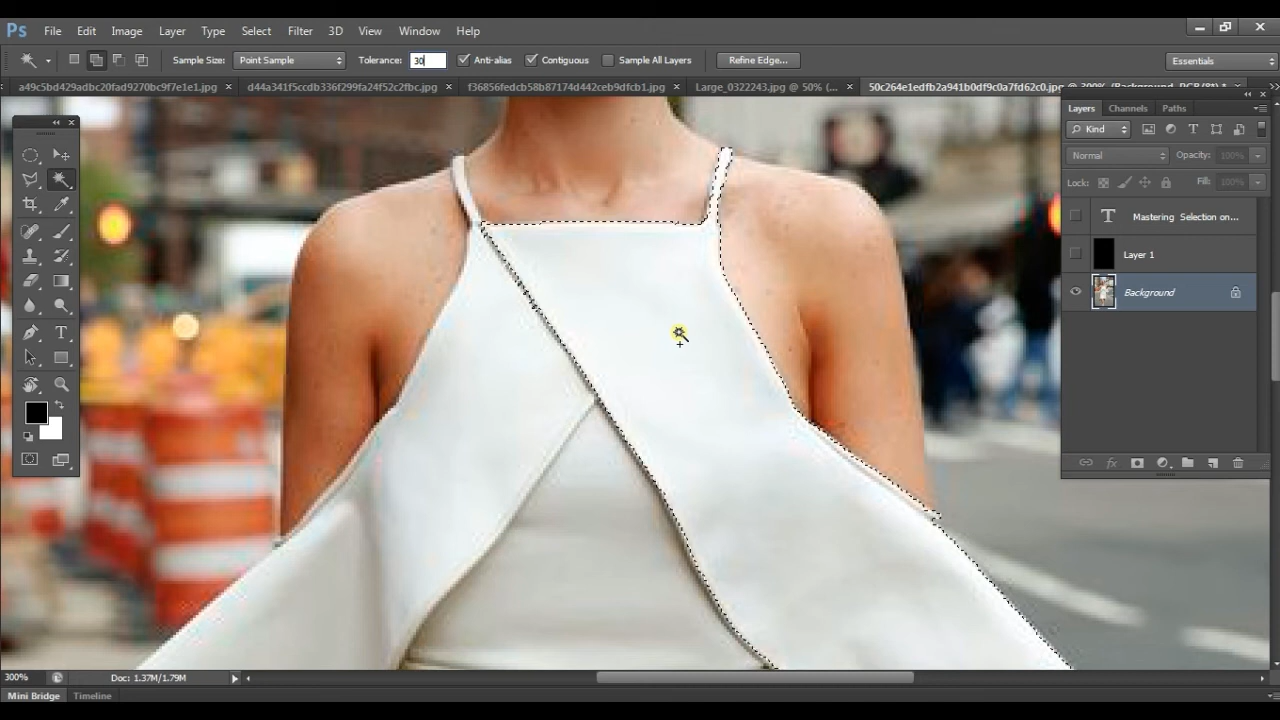 Ps File Edit Image Layer Type Select Filter 3D View Window Help
Sample Size: Point Sample Tolerance: 30 Anti-alias Contiguous Sample All Layers Refine Edge... Essentials
a49c5bd429adbc20fad9270bc9f7e1e1.jpg × d44a341f5ccdb336f299fa24f52c2fbc.jpg × f36856fedcb58b87174d442ceb9dfcb1.jpg × Large_0322243.jpg @ 50% (... × 50c264e1edfb2a941b0df9c0a7fd62c0.jpg @ 300% (Background, RGB/8*) * ×
Layers Channels Paths
Kind
Normal Opacity: 100%
Lock: Fill: 100%
T Mastering Selection on...
Layer 1
Background
fx
300% Doc: 1.37M/1.79M
Mini Bridge Timeline